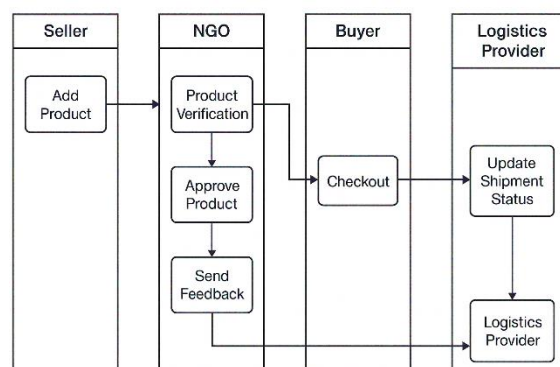 Seller
NGO
Buyer
Logistics
Provider
Add
Product
Product
Verification
Approve
Product
Checkout
Update
Shipment
Status
Send
Feedback
Logistics
Provider